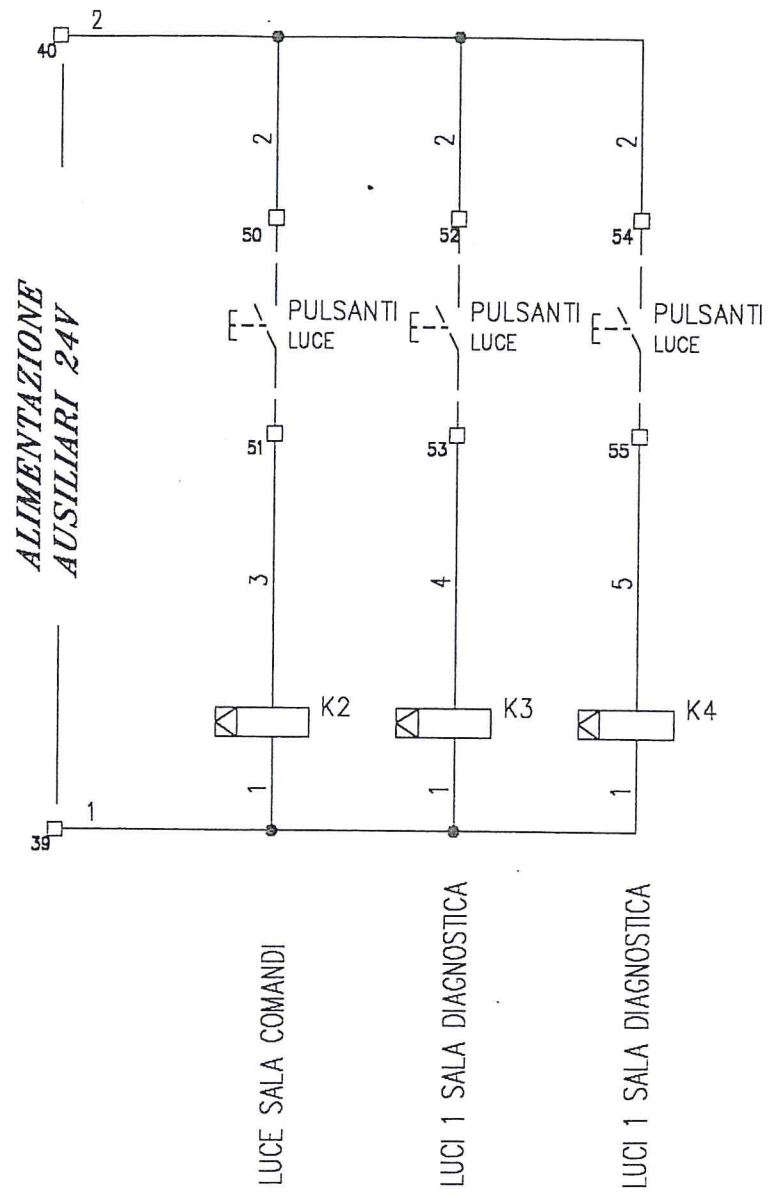 40
2
2
2
2
50
52
54
ALIMENTAZIONE
AUSILIARI 24V
PULSANTI
LUCE
PULSANTI
LUCE
PULSANTI
LUCE
51
53
55
3
4
5
K2
K3
K4
1
1
1
39
1
LUCE SALA COMANDI
LUCI 1 SALA DIAGNOSTICA
LUCI 1 SALA DIAGNOSTICA